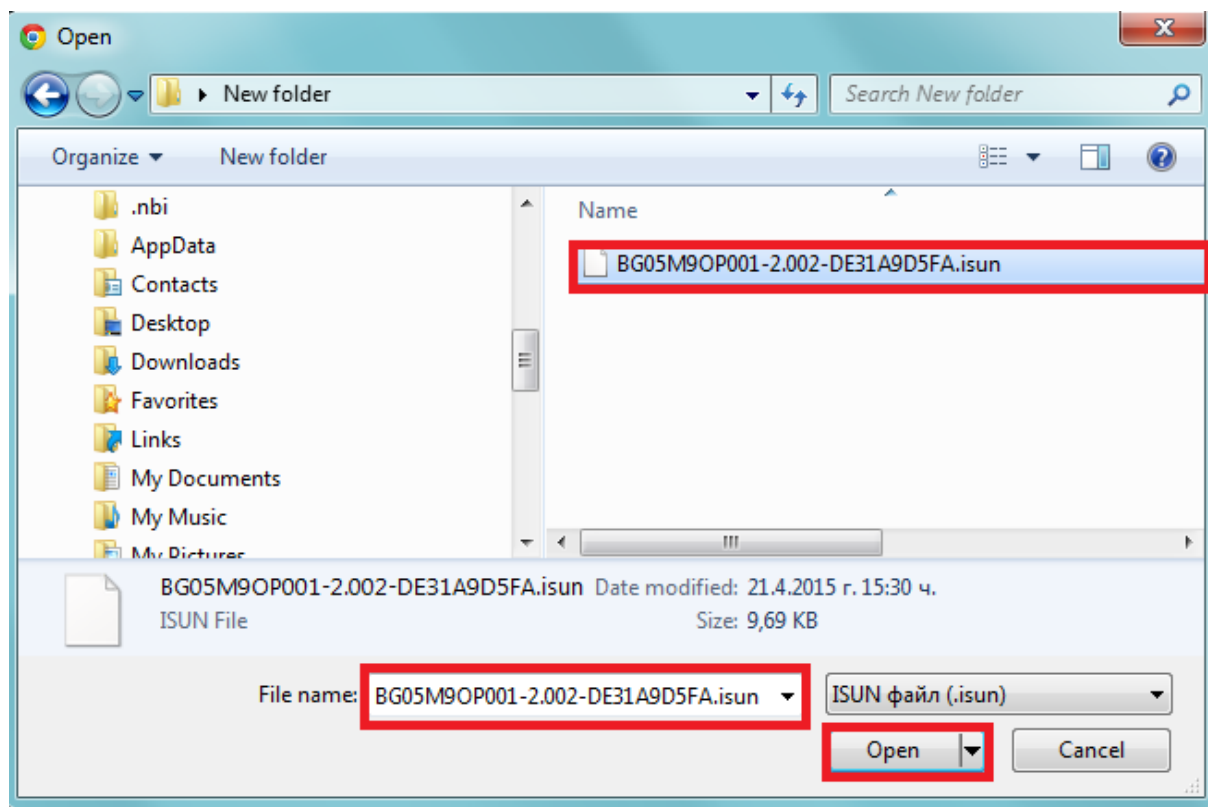 Open
New folder
Search New folder
Organize
New folder
.nbi
AppData
Contacts
Desktop
Downloads
Favorites
Links
My Documents
My Music
My Pictures
Name
BG05M9OP001-2.002-DE31A9D5FA.isun
BG05M9OP001-2.002-DE31A9D5FA.isun Date modified: 21.4.2015 г. 15:30 ч.
ISUN File Size: 9,69 KB
File name: BG05M9OP001-2.002-DE31A9D5FA.isun ISUN файл (.isun)
Open Cancel